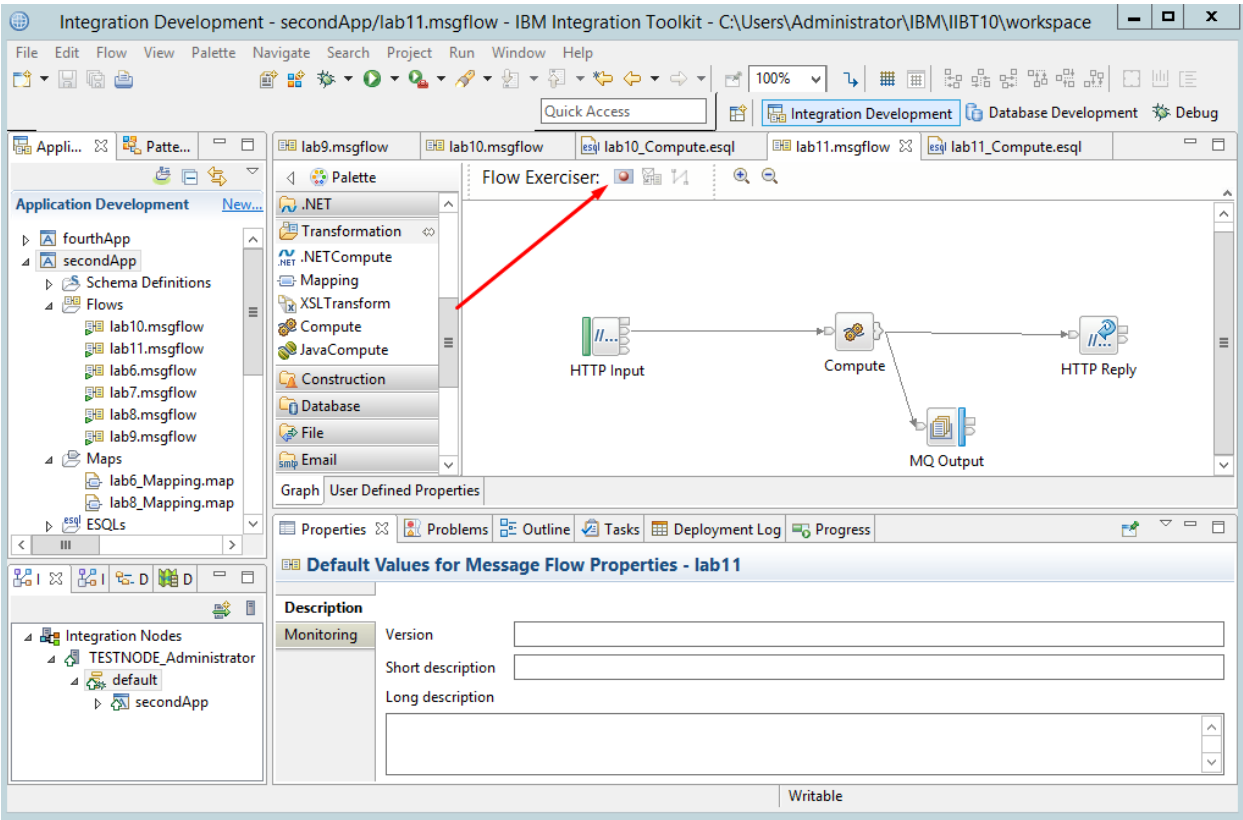 Integration Development - secondApp/lab11.msgflow - IBM Integration Toolkit - C:\Users\Administrator\IBM\IIBT10\workspace
File Edit Flow View Palette Navigate Search Project Run Window Help
100%
Quick Access
Integration Development
Database Development
Debug
Appli...
Patte...
Application Development
New...
fourthApp
secondApp
Schema Definitions
Flows
lab10.msgflow
lab11.msgflow
lab6.msgflow
lab7.msgflow
lab8.msgflow
lab9.msgflow
Maps
lab6_Mapping.map
lab8_Mapping.map
esql ESQLs
I
I
D
D
Integration Nodes
TESTNODE_Administrator
default
secondApp
lab9.msgflow
lab10.msgflow
esql lab10_Compute.esql
lab11.msgflow
esql lab11_Compute.esql
Palette
Flow Exerciser:
.NET
Transformation
.NET .NETCompute
Mapping
XSLTransform
Compute
JavaCompute
Construction
Database
File
smtp Email
//...
HTTP Input
Compute
//...
HTTP Reply
MQ Output
Graph
User Defined Properties
Properties
Problems
Outline
Tasks
Deployment Log
Progress
Default Values for Message Flow Properties - lab11
Description
Monitoring
Version
Short description
Long description
Writable